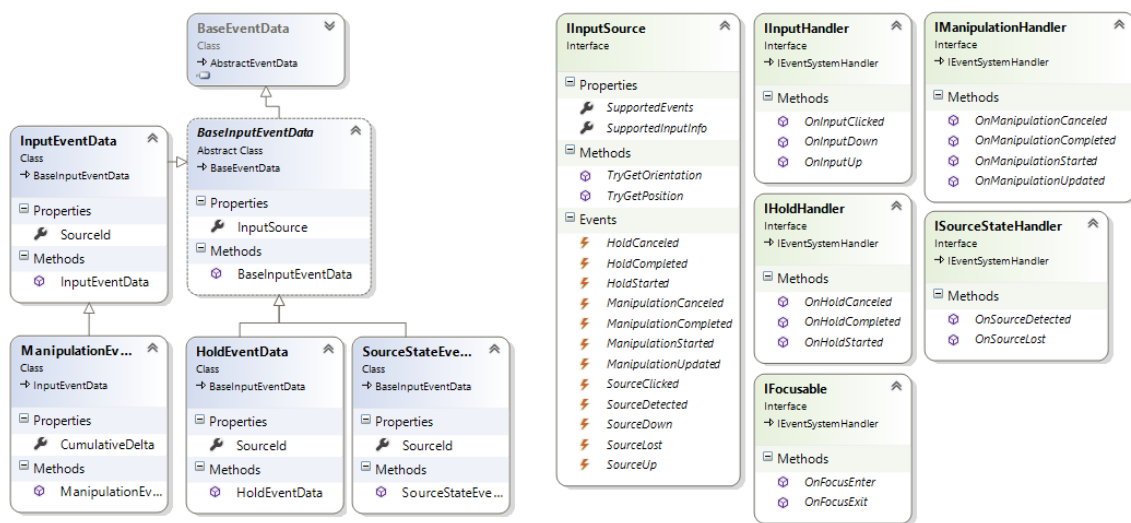 BaseEventData
Class
AbstractEventData
InputEventData
Class
BaseInputEventData
Properties
SourceId
Methods
InputEventData
BaseInputEventData
Abstract Class
BaseEventData
Properties
InputSource
Methods
BaseInputEventData
ManipulationEv...
Class
InputEventData
Properties
CumulativeDelta
Methods
ManipulationEv...
HoldEventData
Class
BaseInputEventData
Properties
SourceId
Methods
HoldEventData
SourceStateEve...
Class
BaseInputEventData
Properties
SourceId
Methods
SourceStateEve...
IInputSource
Interface
Properties
SupportedEvents
SupportedInputInfo
Methods
TryGetOrientation
TryGetPosition
Events
HoldCanceled
HoldCompleted
HoldStarted
ManipulationCanceled
ManipulationCompleted
ManipulationStarted
ManipulationUpdated
SourceClicked
SourceDetected
SourceDown
SourceLost
SourceUp
IInputHandler
Interface
IEventSystemHandler
Methods
OnInputClicked
OnInputDown
OnInputUp
IHoldHandler
Interface
IEventSystemHandler
Methods
OnHoldCanceled
OnHoldCompleted
OnHoldStarted
IFocusable
Interface
IEventSystemHandler
Methods
OnFocusEnter
OnFocusExit
IManipulationHandler
Interface
IEventSystemHandler
Methods
OnManipulationCanceled
OnManipulationCompleted
OnManipulationStarted
OnManipulationUpdated
ISourceStateHandler
Interface
IEventSystemHandler
Methods
OnSourceDetected
OnSourceLost